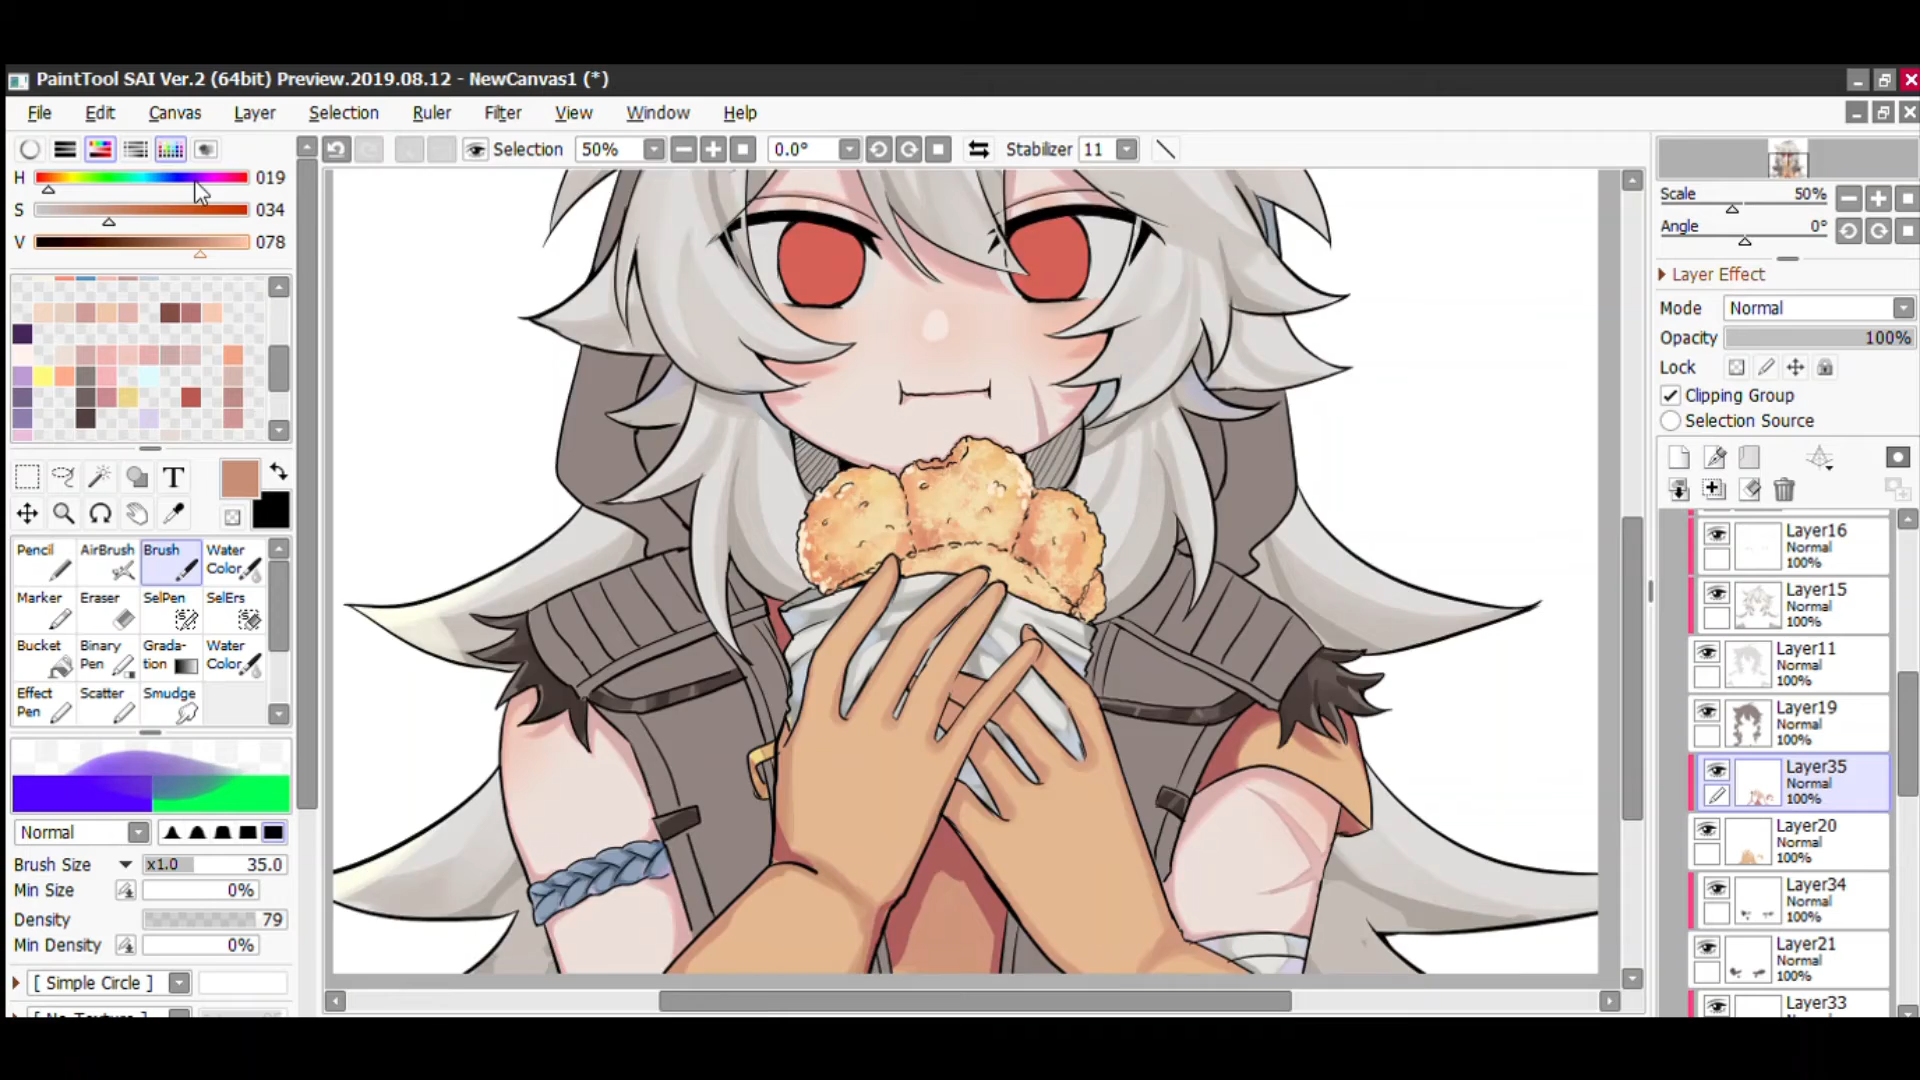 PaintTool SAI Ver.2 (64bit) Preview.2019.08.12 - NewCanvas1 (*)
File Edit Canvas Layer Selection Ruler Filter View Window Help
Selection 50% 0.0° Stabilizer 11
H 019
S 034
V 078
T
Pencil AirBrush Brush Water Color
Marker Eraser SelPen SelErs
Bucket Binary Pen Grada-tion Water Color
Effect Pen Scatter Smudge
Normal
Brush Size x1.0 35.0
Min Size 0%
Density 79
Min Density 0%
[ Simple Circle ]
[ No Texture ]
Scale 50%
Angle 0°
Layer Effect
Mode Normal
Opacity 100%
Lock
Clipping Group
Selection Source
Layer16
Normal
100%
Layer15
Normal
100%
Layer11
Normal
100%
Layer19
Normal
100%
Layer35
Normal
100%
Layer20
Normal
100%
Layer34
Normal
100%
Layer21
Normal
100%
Layer33